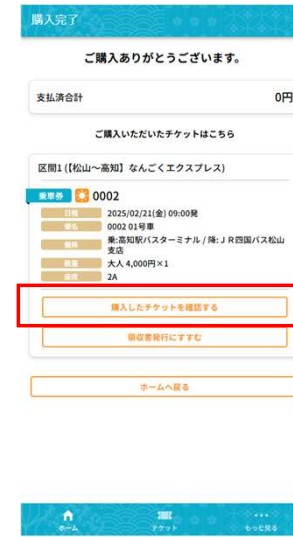 購入完了
ご購入ありがとうございます。
支払済合計 0円
ご購入いただいたチケットはこちら
区間1(【松山～高知】なんごくエクスプレス)
乗車券 0002
日程 2025/02/21(金) 09:00発
便名 0002 01号車
乗:高知駅バスターミナル / 降:ＪＲ四国バス松山
支店
数量 大人 4,000円×1
座席 2A
購入したチケットを確認する
領収書発行にすすむ
ホームへ戻る
ホーム チケット もっと見る